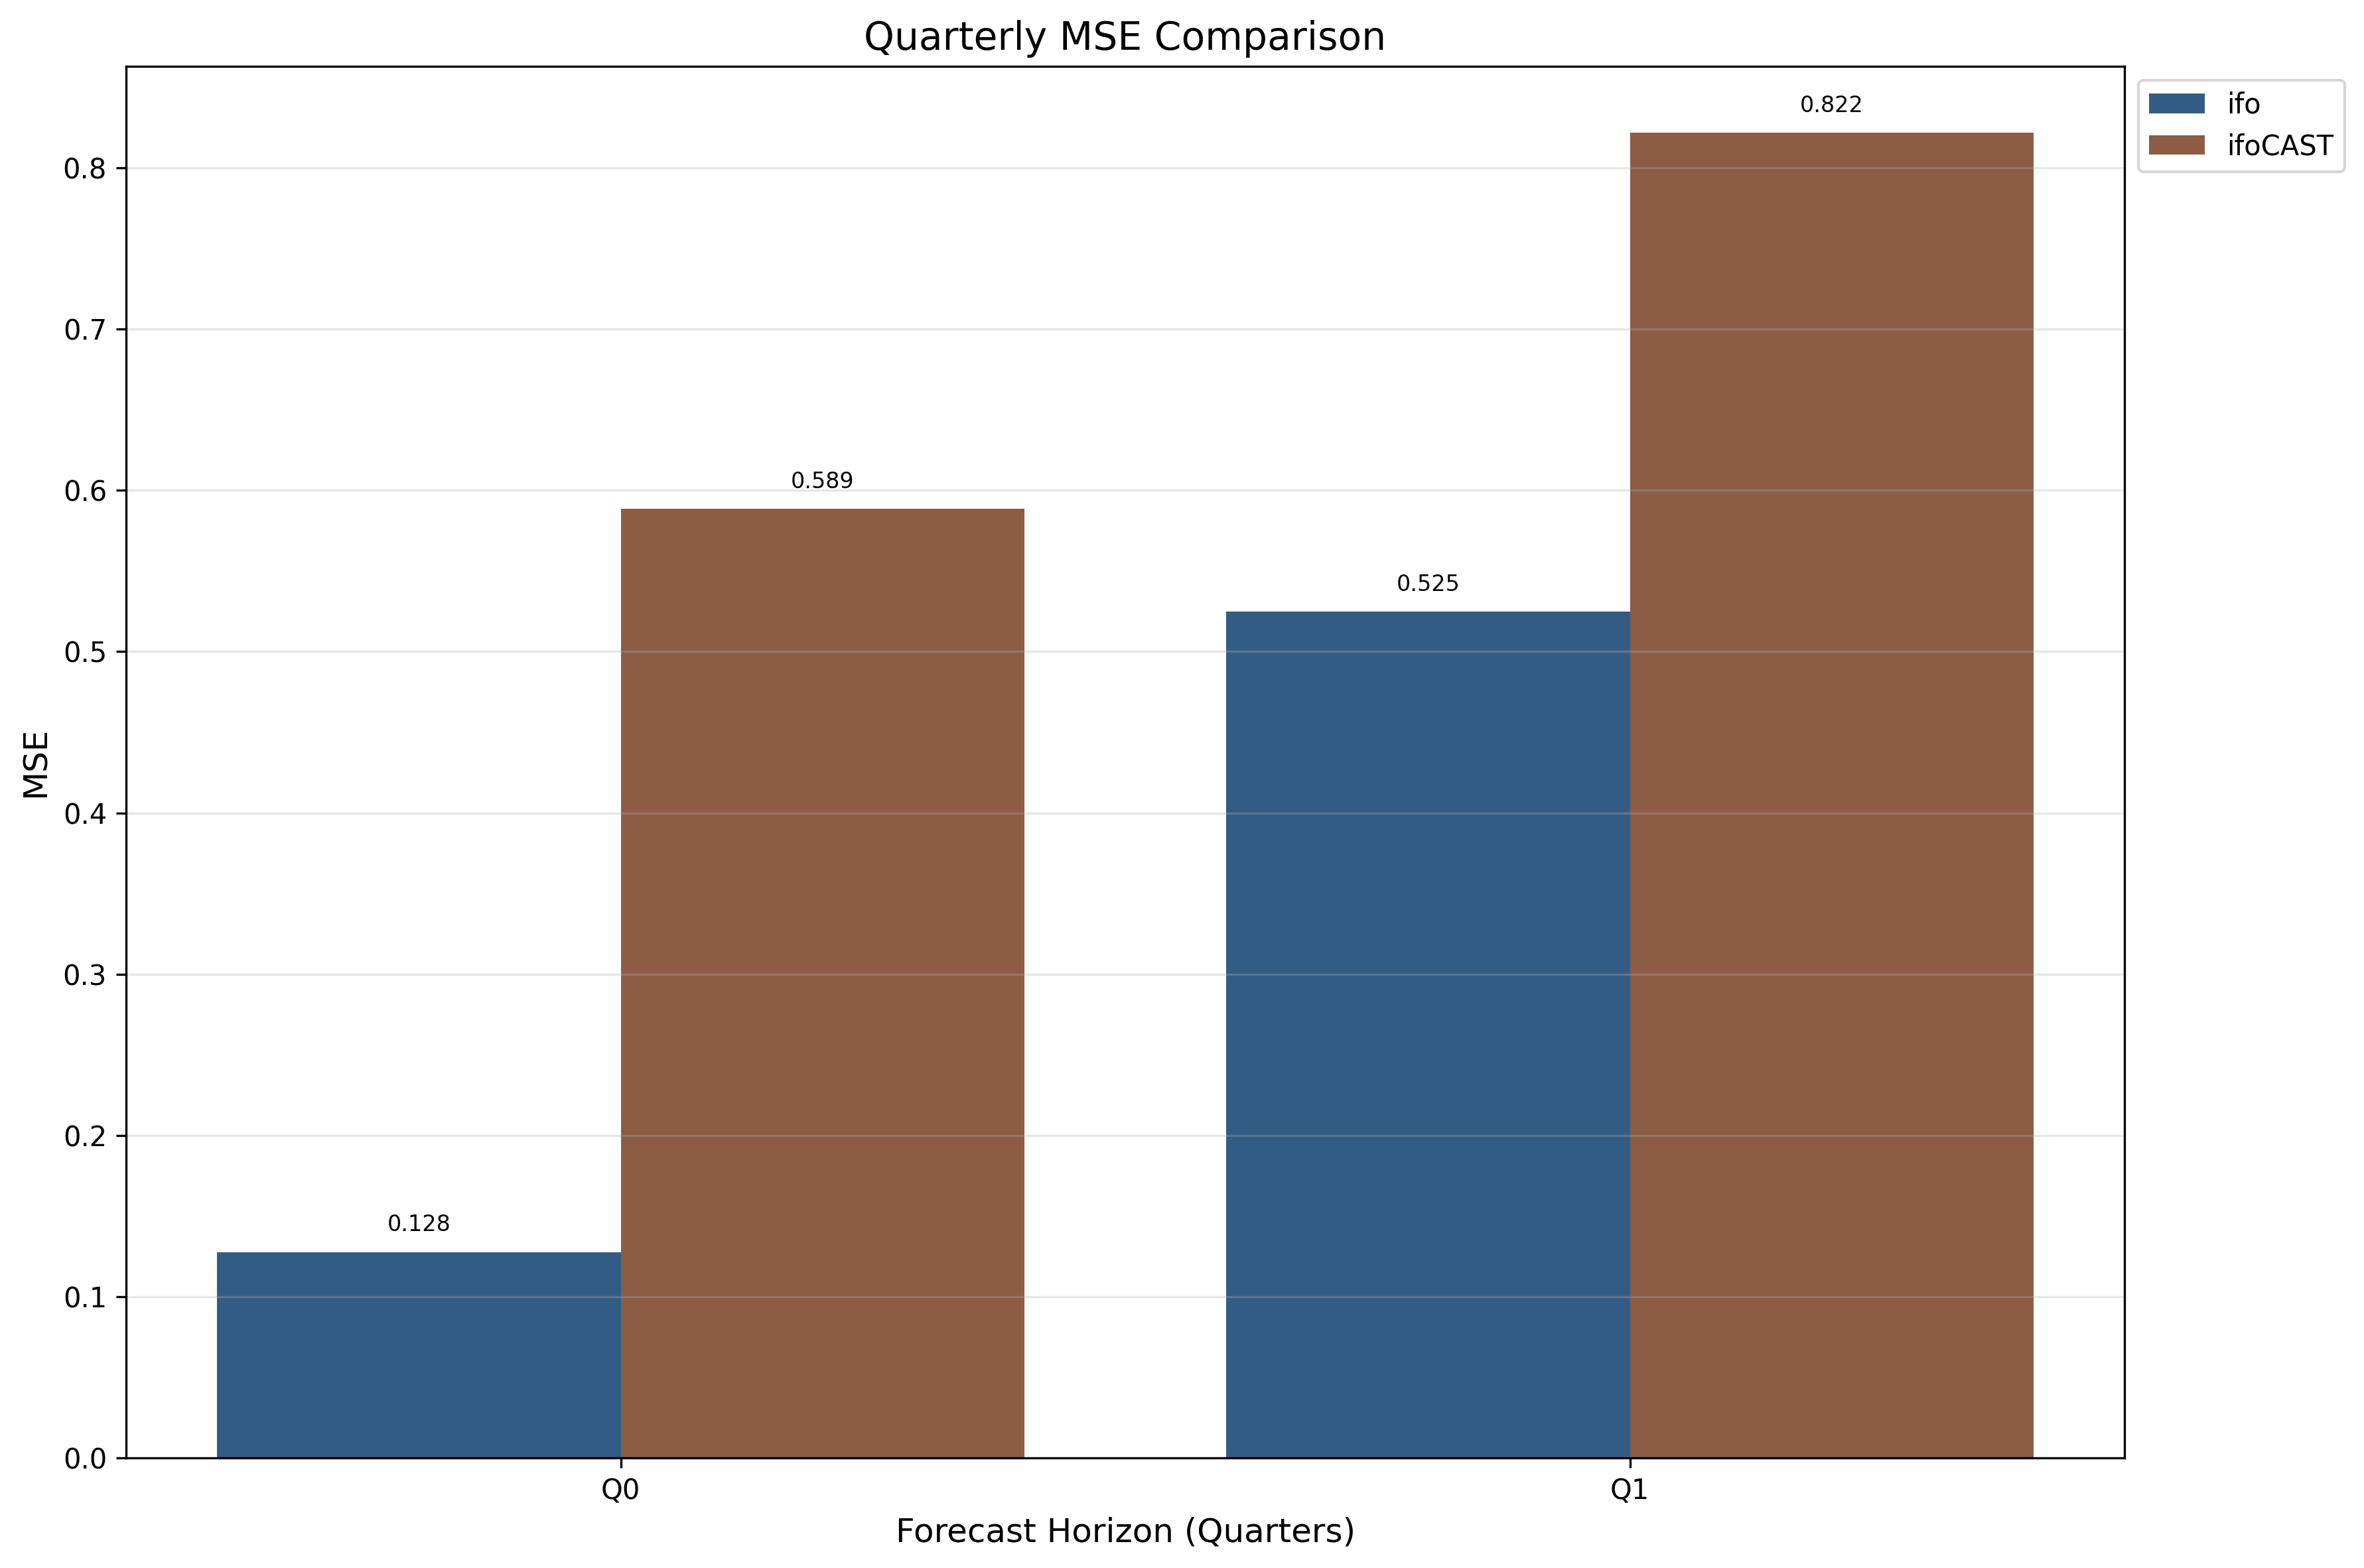 Quarterly MSE Comparison
ifo
ifoCAST
MSE
0.8
0.7
0.6
0.5
0.4
0.3
0.2
0.1
0.0
0.128
0.589
0.525
0.822
Q0
Q1
Forecast Horizon (Quarters)